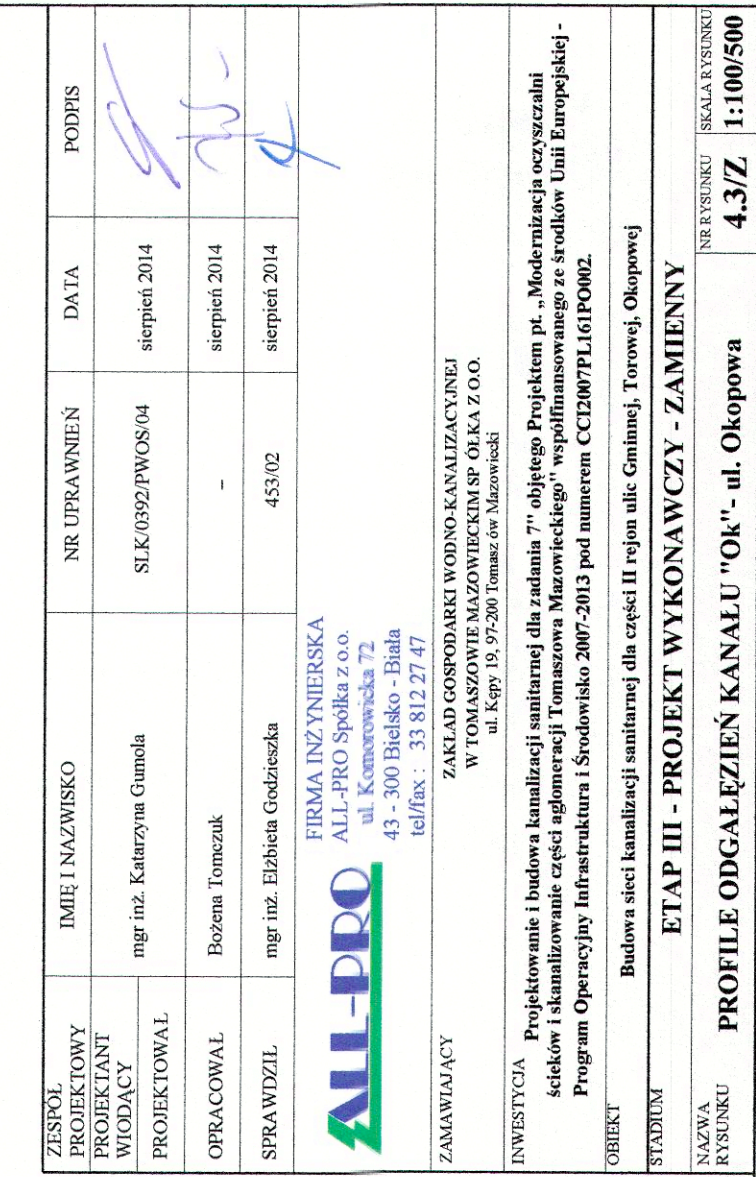 ZESPÓŁ PROJEKTOWY
IMIĘ I NAZWISKO
NR UPRAWNIEŃ
DATA
PODPIS
PROJEKTANT WIODĄCY
PROJEKTOWAŁ
mgr inż. Katarzyna Gumola
SLK/0392/PWOS/04
sierpień 2014
OPRACOWAŁ
Bożena Tomczuk
-
sierpień 2014
SPRAWDZIŁ
mgr inż. Elżbieta Godzieszka
453/02
sierpień 2014
ALL-PRO
FIRMA INŻYNIERSKA
ALL-PRO Spółka z o.o.
ul. Komorowicka 72
43 - 300 Bielsko - Biała
tel/fax : 33 812 27 47
ZAMAWIAJĄCY
ZAKŁAD GOSPODARKI WODNO-KANALIZACYJNEJ
W TOMASZOWIE MAZOWIECKIM SP ÓŁKA Z O.O.
ul. Kępy 19, 97-200 Tomasz ów Mazowiecki
INWESTYCJA
Projektowanie i budowa kanalizacji sanitarnej dla zadania 7" objętego Projektem pt. „Modernizacja oczyszczalni
ścieków i skanalizowanie części aglomeracji Tomaszowa Mazowieckiego" współfinansowanego ze środków Unii Europejskiej -
Program Operacyjny Infrastruktura i Środowisko 2007-2013 pod numerem CCI2007PL161PO002.
OBIEKT
Budowa sieci kanalizacji sanitarnej dla części II rejon ulic Gminnej, Torowej, Okopowej
STADIUM
ETAP III - PROJEKT WYKONAWCZY - ZAMIENNY
NAZWA RYSUNKU
PROFILE ODGAŁĘZIEŃ KANAŁU "Ok"- ul. Okopowa
NR RYSUNKU
4.3/Z
SKALA RYSUNKU
1:100/500